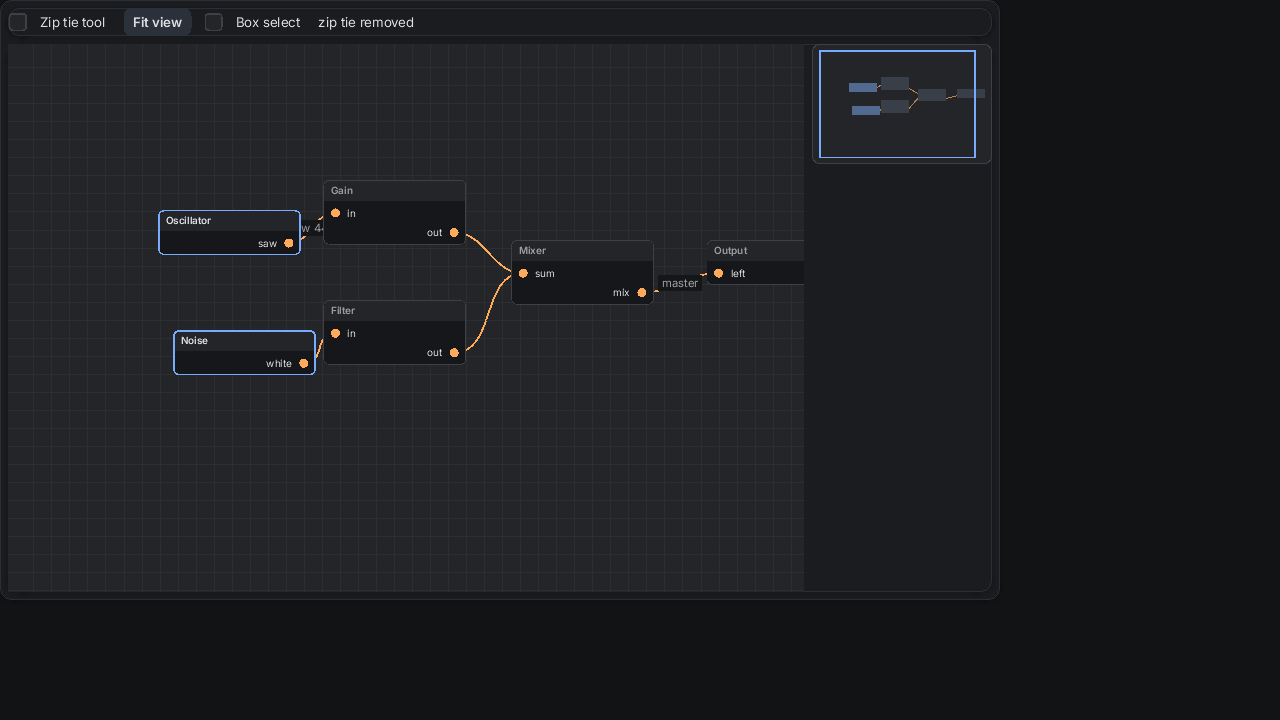 Zip tie tool
Fit view
Box select
zip tie removed
Gain
in
out
Oscillator
saw
Mixer
sum
mix
master
Output
left
Filter
in
out
Noise
white